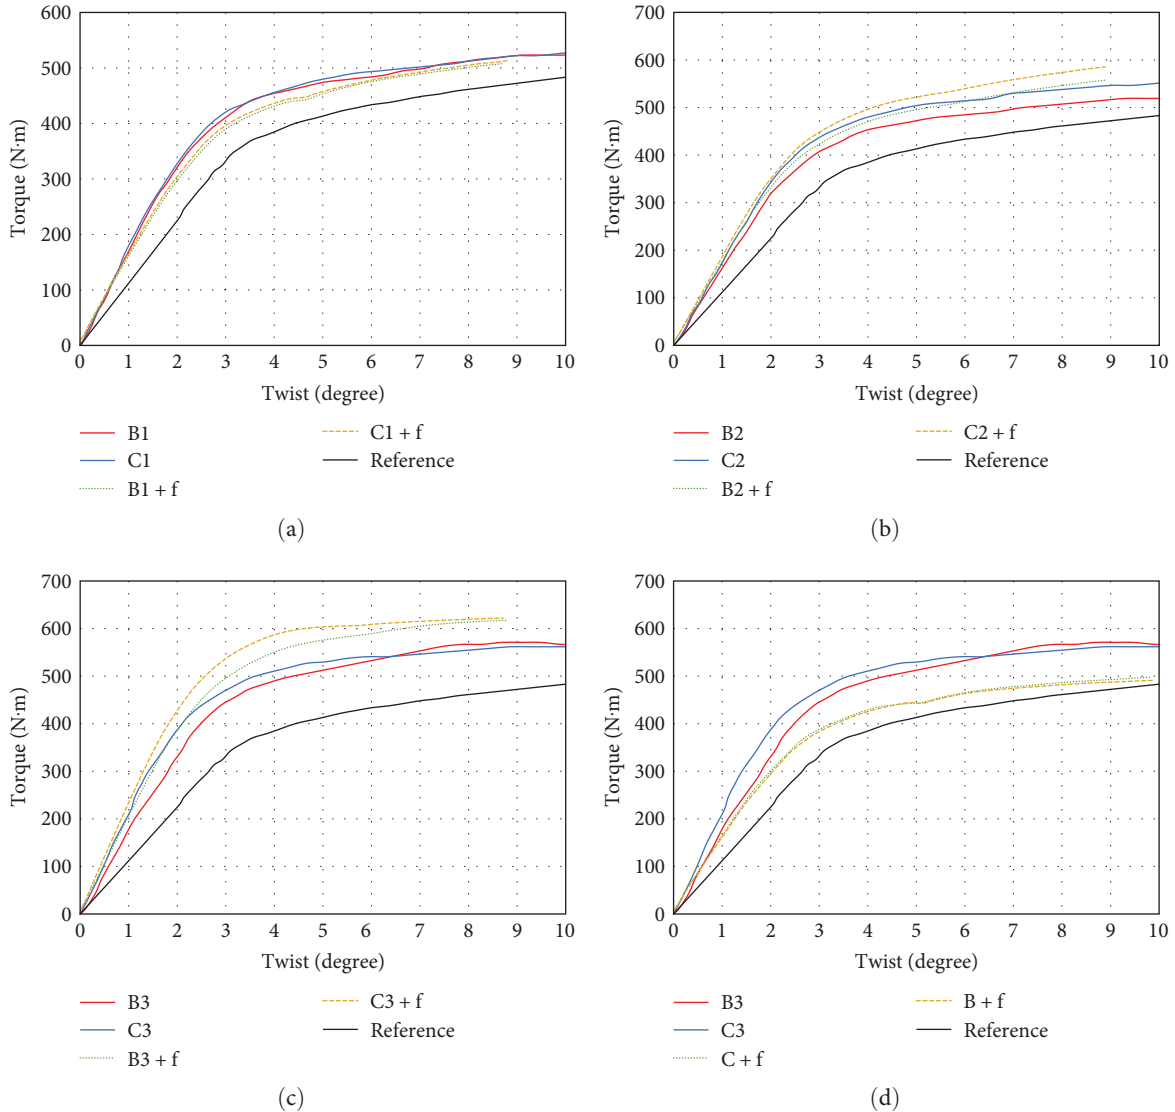 600
500
400
300
200
100
0
Torque (N·m)
0 1 2 3 4 5 6 7 8 9 10
Twist (degree)
B1
C1
B1 + f
C1 + f
Reference
(a)
700
600
500
400
300
200
100
0
Torque (N·m)
0 1 2 3 4 5 6 7 8 9 10
Twist (degree)
B2
C2
B2 + f
C2 + f
Reference
(b)
700
600
500
400
300
200
100
0
Torque (N·m)
0 1 2 3 4 5 6 7 8 9 10
Twist (degree)
B3
C3
B3 + f
C3 + f
Reference
(c)
700
600
500
400
300
200
100
0
Torque (N·m)
0 1 2 3 4 5 6 7 8 9 10
Twist (degree)
B3
C3
C + f
B + f
Reference
(d)